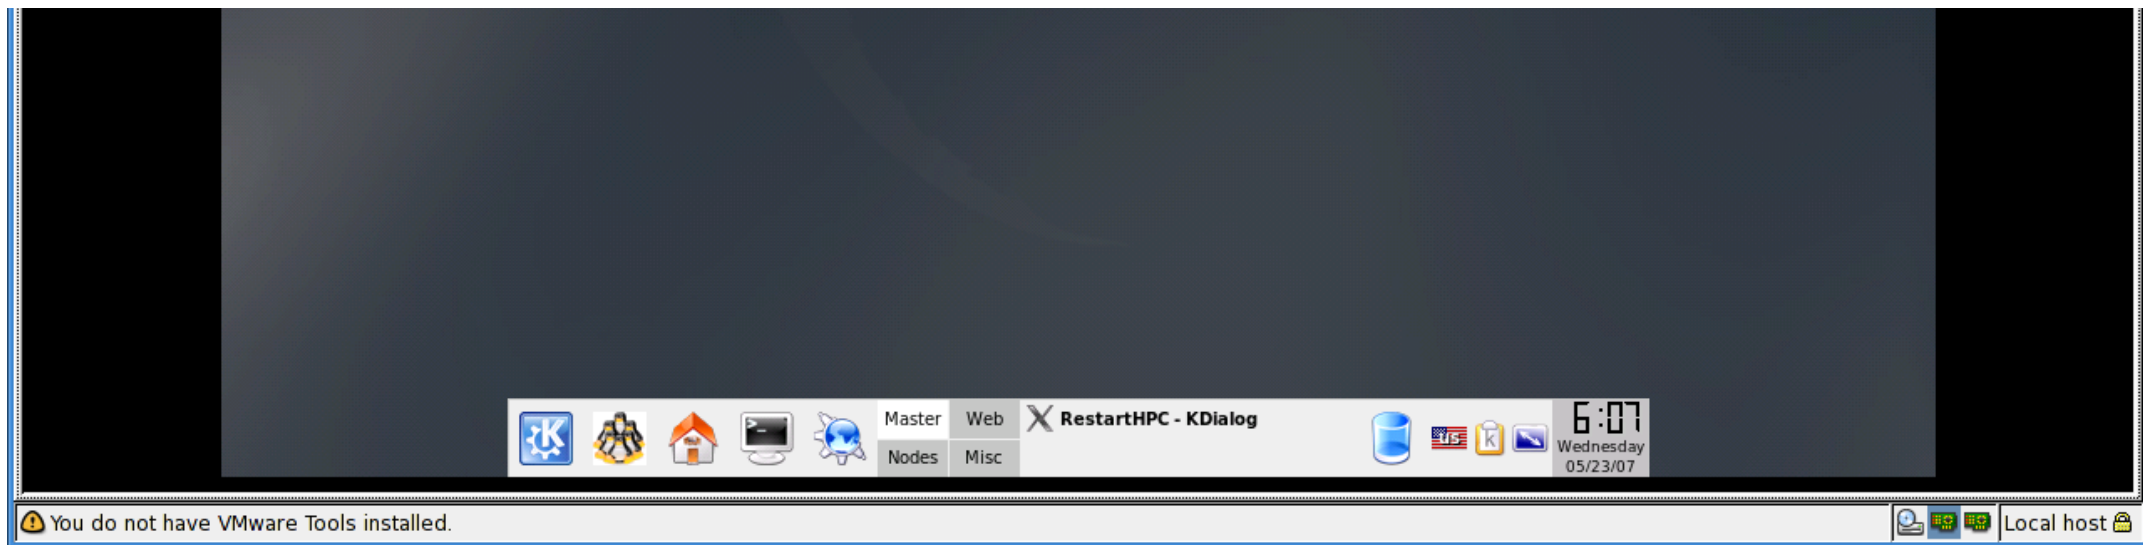 Master Web
Nodes Misc
RestartHPC - KDialog
us
6:07
Wednesday
05/23/07
You do not have VMware Tools installed.
Local host